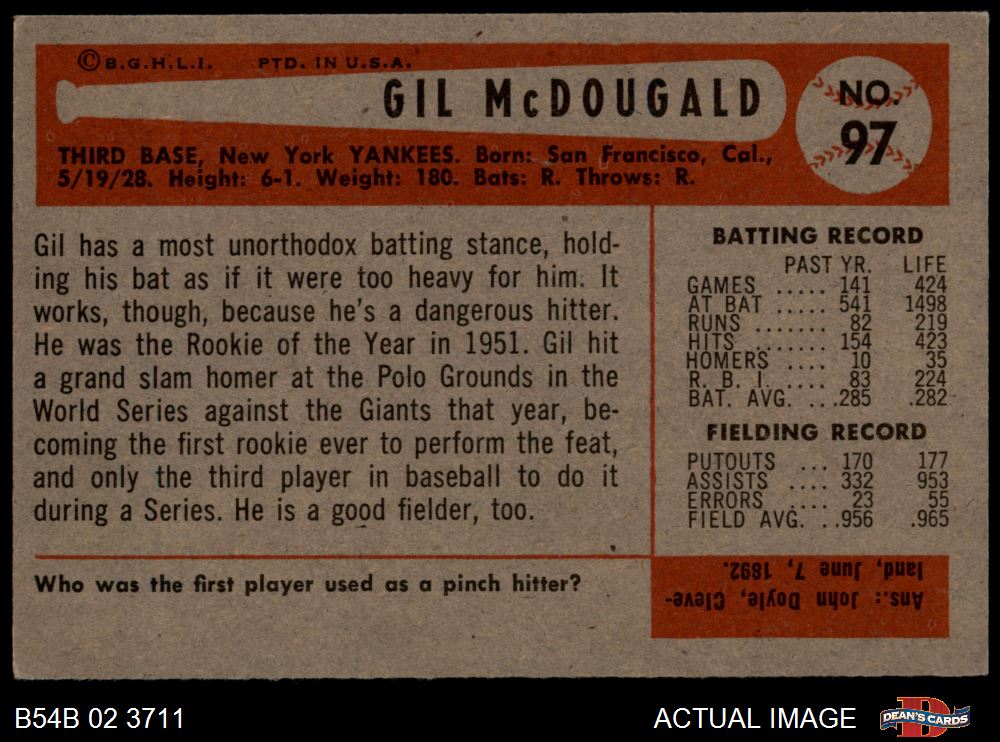 ©B.G.H.L.I. PTD. IN U.S.A.
GIL McDOUGALD
NO.
97
THIRD BASE, New York YANKEES. Born: San Francisco, Cal.,
5/19/28. Height: 6-1. Weight: 180. Bats: R. Throws: R.
Gil has a most unorthodox batting stance, hold-
ing his bat as if it were too heavy for him. It
works, though, because he's a dangerous hitter.
He was the Rookie of the Year in 1951. Gil hit
a grand slam homer at the Polo Grounds in the
World Series against the Giants that year, be-
coming the first rookie ever to perform the feat,
and only the third player in baseball to do it
during a Series. He is a good fielder, too.
BATTING RECORD
PAST YR. LIFE
GAMES ..... 141 424
AT BAT ..... 541 1498
RUNS ....... 82 219
HITS ....... 154 423
HOMERS .... 10 35
R. B. I. .... 83 224
BAT. AVG. ...285 .282
FIELDING RECORD
PUTOUTS ... 170 177
ASSISTS .... 332 953
ERRORS .... 23 55
FIELD AVG. ..956 .965
Who was the first player used as a pinch hitter?
Ans.: John Doyle, Cleve-
land, June 7, 1892.
B54B 02 3711
ACTUAL IMAGE
D
DEAN'S CARDS